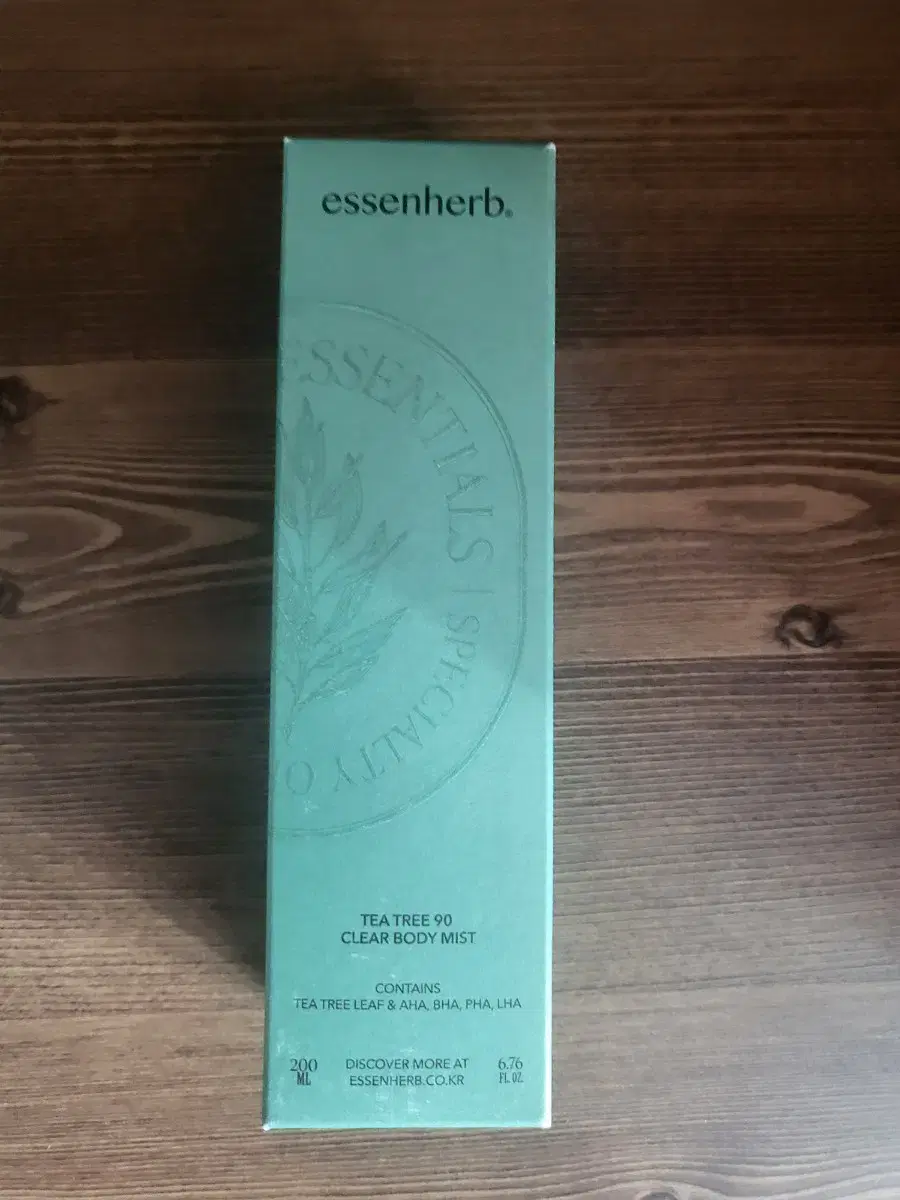 essenherb.
ESSENTIALS | SPECIALTY O
TEA TREE 90
CLEAR BODY MIST
CONTAINS
TEA TREE LEAF & AHA, BHA, PHA, LHA
200
ML
DISCOVER MORE AT
ESSENHERB.CO.KR
6.76
FL. OZ.